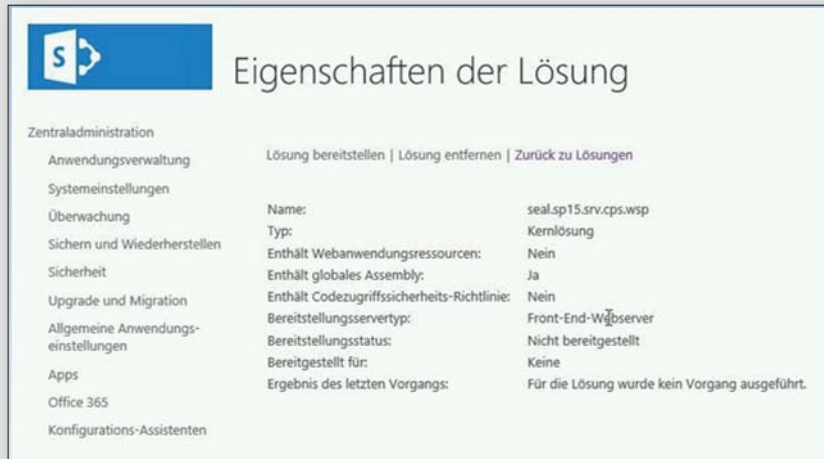 S
Eigenschaften der Lösung
Zentraladministration
Anwendungsverwaltung
Systemeinstellungen
Überwachung
Sichern und Wiederherstellen
Sicherheit
Upgrade und Migration
Allgemeine Anwendungs-
einstellungen
Apps
Office 365
Konfigurations-Assistenten
Lösung bereitstellen | Lösung entfernen | Zurück zu Lösungen
Name: seal.sp15.srv.cps.wsp
Typ: Kernlösung
Enthält Webanwendungsressourcen: Nein
Enthält globales Assembly: Ja
Enthält Codezugriffssicherheits-Richtlinie: Nein
Bereitstellungsservertyp: Front-End-Webserver
Bereitstellungsstatus: Nicht bereitgestellt
Bereitgestellt für: Keine
Ergebnis des letzten Vorgangs: Für die Lösung wurde kein Vorgang ausgeführt.